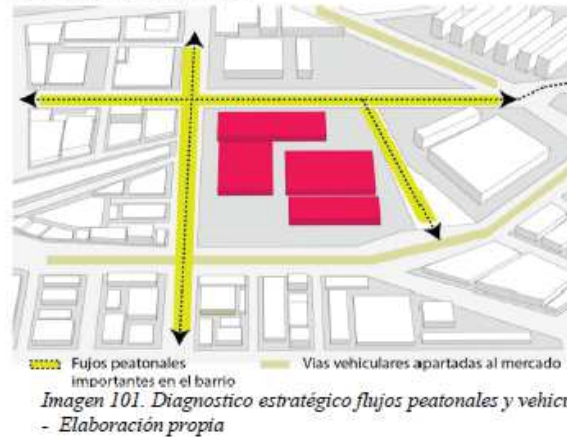 Fujos peatonales
importantes en el barrio
Vias vehiculares apartadas al mercado
Imagen 101. Diagnostico estratégico flujos peatonales y vehicu
- Elaboración propia